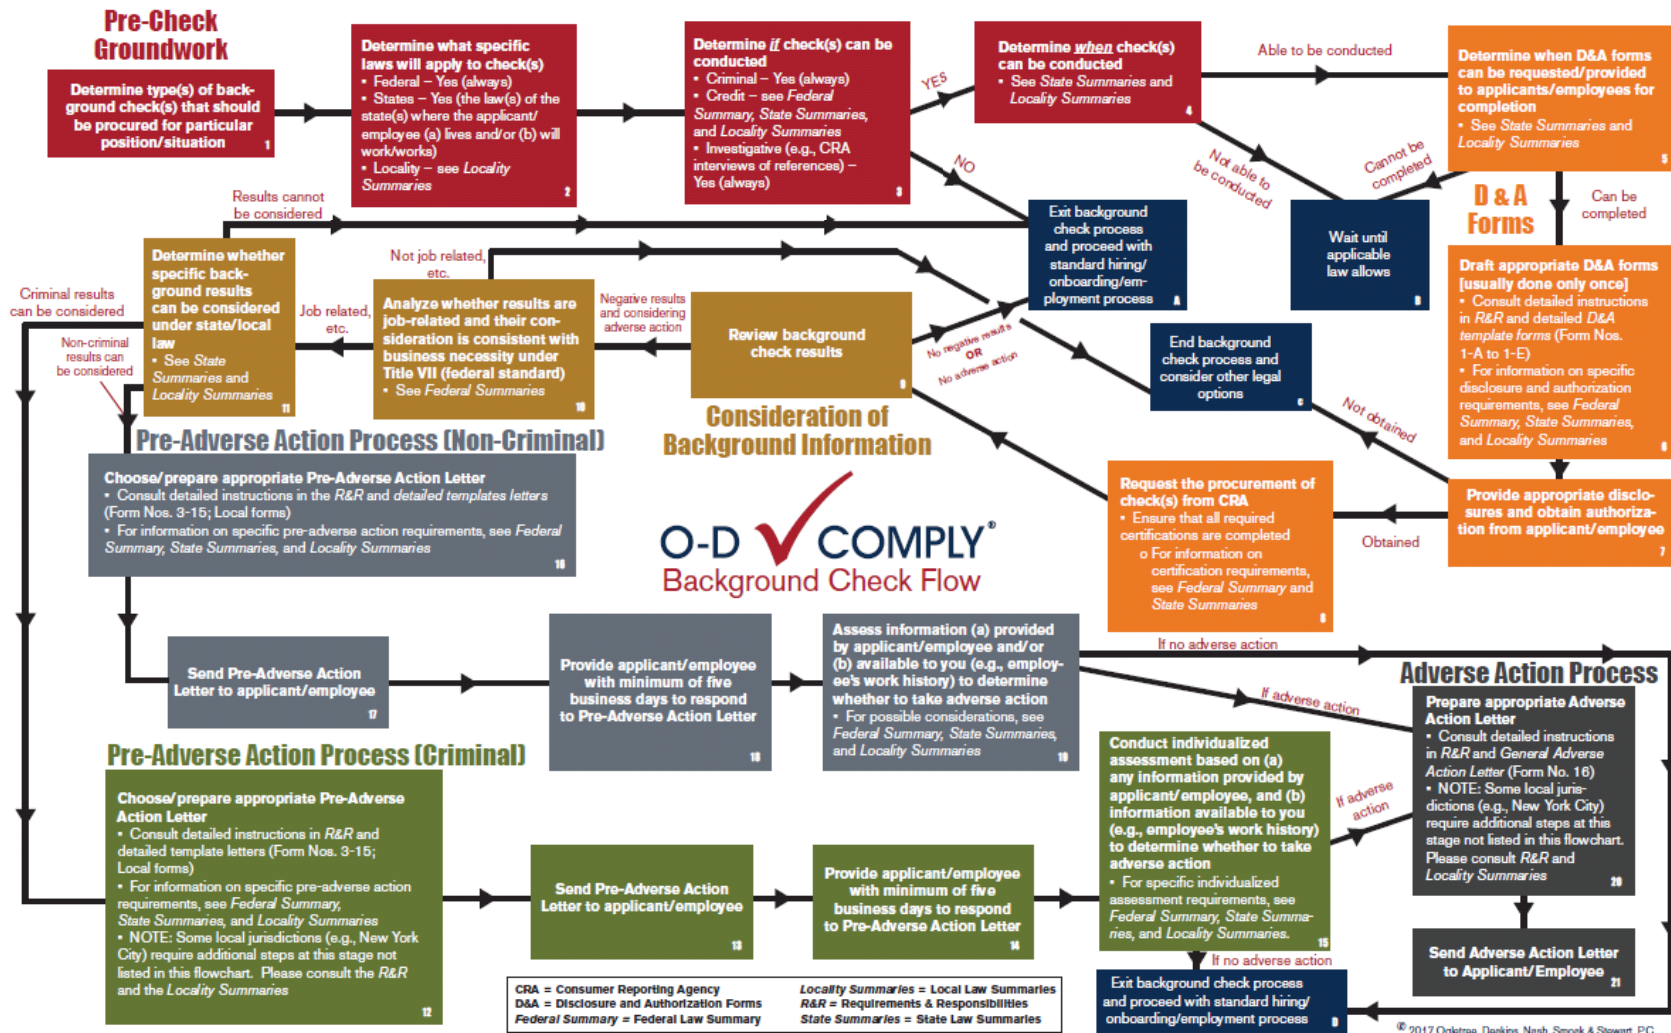 Pre-Check
Groundwork
Determine type(s) of back-
ground check(s) that should
be procured for particular
position/situation
1
Determine what specific
laws will apply to check(s)
▪ Federal – Yes (always)
▪ States – Yes (the law(s) of the
state(s) where the applicant/
employee (a) lives and/or (b) will
work/works)
▪ Locality – see Locality
Summaries
2
Determine if check(s) can be
conducted
▪ Criminal – Yes (always)
▪ Credit – see Federal
Summary, State Summaries,
and Locality Summaries
▪ Investigative (e.g., CRA
interviews of references) –
Yes (always)
3
YES
NO
Determine when check(s)
can be conducted
▪ See State Summaries and
Locality Summaries
4
Able to be conducted
Not able to
be conducted
Determine when D&A forms
can be requested/provided
to applicants/employees for
completion
▪ See State Summaries and
Locality Summaries
5
Cannot be
completed
Can be
completed
D & A
Forms
Exit background
check process
and proceed with
standard hiring/
onboarding/em-
ployment process
A
Wait until
applicable
law allows
B
Draft appropriate D&A forms
[usually done only once]
▪ Consult detailed instructions
in R&R and detailed D&A
template forms (Form Nos.
1-A to 1-E)
▪ For information on specific
disclosure and authorization
requirements, see Federal
Summary, State Summaries,
and Locality Summaries
6
Provide appropriate disclo-
sures and obtain authoriza-
tion from applicant/employee
7
Obtained
Not obtained
End background
check process and
consider other legal
options
C
Request the procurement of
check(s) from CRA
▪ Ensure that all required
certifications are completed
o For information on
certification requirements,
see Federal Summary and
State Summaries
8
Review background
check results
9
No negative results
OR
No adverse action
Consideration of
Background Information
Negative results
and considering
adverse action
Analyze whether results are
job-related and their con-
sideration is consistent with
business necessity under
Title VII (federal standard)
▪ See Federal Summaries
10
Not job related,
etc.
Job related,
etc.
Determine whether
specific back-
ground results
can be considered
under state/local
law
▪ See State
Summaries and
Locality Summaries
11
Results cannot
be considered
Criminal results
can be considered
Non-criminal
results can
be considered
Pre-Adverse Action Process (Non-Criminal)
Choose/prepare appropriate Pre-Adverse Action Letter
▪ Consult detailed instructions in the R&R and detailed templates letters
(Form Nos. 3-15; Local forms)
▪ For information on specific pre-adverse action requirements, see Federal
Summary, State Summaries, and Locality Summaries
16
O-D COMPLY®
Background Check Flow
Send Pre-Adverse Action
Letter to applicant/employee
17
Provide applicant/employee
with minimum of five
business days to respond
to Pre-Adverse Action Letter
18
Assess information (a) provided
by applicant/employee and/or
(b) available to you (e.g., employ-
ee's work history) to determine
whether to take adverse action
▪ For possible considerations, see
Federal Summary, State Summaries,
and Locality Summaries
19
If no adverse action
If adverse action
Pre-Adverse Action Process (Criminal)
Choose/prepare appropriate Pre-Adverse
Action Letter
▪ Consult detailed instructions in R&R and
detailed template letters (Form Nos. 3-15;
Local forms)
▪ For information on specific pre-adverse action
requirements, see Federal Summary,
State Summaries, and Locality Summaries
▪ NOTE: Some local jurisdictions (e.g., New York
City) require additional steps at this stage not
listed in this flowchart. Please consult the R&R
and the Locality Summaries
12
Send Pre-Adverse Action
Letter to applicant/employee
13
Provide applicant/employee
with minimum of five
business days to respond
to Pre-Adverse Action Letter
14
Conduct individualized
assessment based on (a)
any information provided by
applicant/employee, and (b)
information available to you
(e.g., employee's work history)
to determine whether to take
adverse action
▪ For specific individualized
assessment requirements, see
Federal Summary, State Summa-
ries, and Locality Summaries.
15
If adverse
action
If no adverse action
Exit background check process
and proceed with standard hiring/
onboarding/employment process
D
Adverse Action Process
Prepare appropriate Adverse
Action Letter
▪ Consult detailed instructions
in R&R and General Adverse
Action Letter (Form No. 16)
▪ NOTE: Some local juris-
dictions (e.g., New York City)
require additional steps at this
stage not listed in this flowchart.
Please consult R&R and
Locality Summaries
20
Send Adverse Action Letter
to Applicant/Employee
21
CRA = Consumer Reporting Agency
D&A = Disclosure and Authorization Forms
Federal Summary = Federal Law Summary
Locality Summaries = Local Law Summaries
R&R = Requirements & Responsibilities
State Summaries = State Law Summaries
© 2017 Ogletree, Deakins, Nash, Smoak & Stewart, P.C.